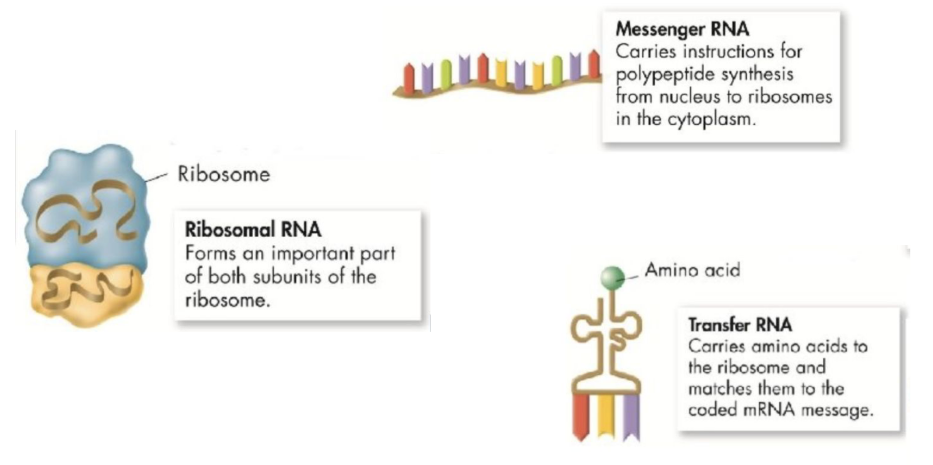 Messenger RNA
Carries instructions for
polypeptide synthesis
from nucleus to ribosomes
in the cytoplasm.
Ribosome
Ribosomal RNA
Forms an important part
of both subunits of the
ribosome.
Amino acid
Transfer RNA
Carries amino acids to
the ribosome and
matches them to the
coded mRNA message.